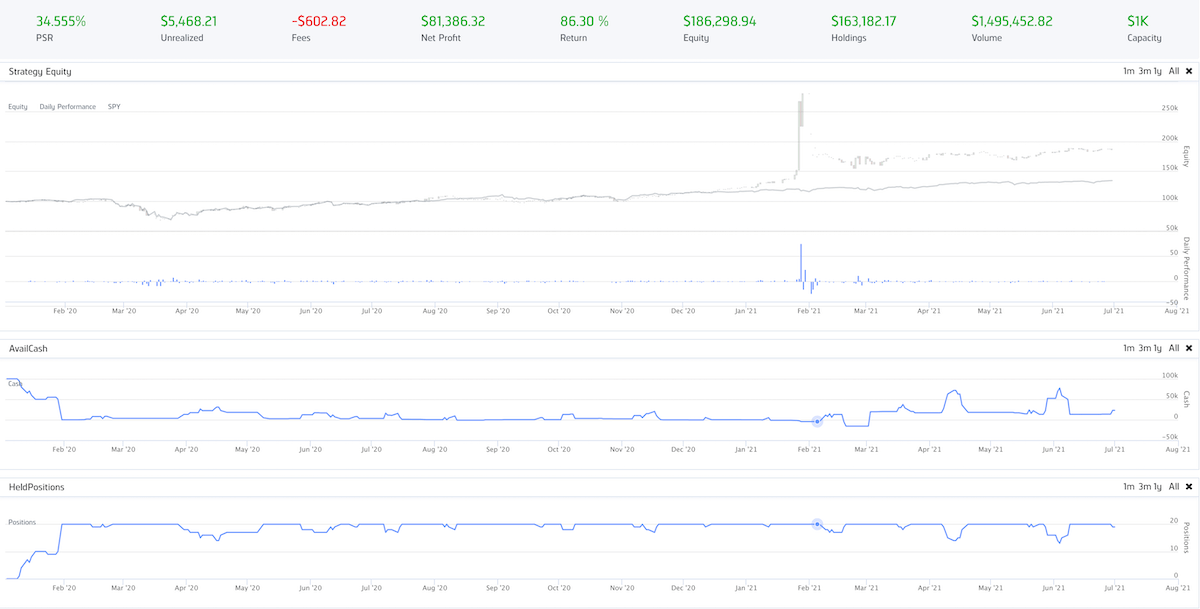 34.555% $5,468.21 -$602.82 $81,386.32 86.30 % $186,298.94 $163,182.17 $1,495,452.82 $1K
PSR Unrealized Fees Net Profit Return Equity Holdings Volume Capacity
Strategy Equity 1m 3m 1y All ✖
Equity Daily Performance SPY
250k
200k
150k
100k
50k
Equity
50
0
-50
Daily Performance
Feb '20 Mar '20 Apr '20 May '20 Jun '20 Jul '20 Aug '20 Sep '20 Oct '20 Nov '20 Dec '20 Jan '21 Feb '21 Mar '21 Apr '21 May '21 Jun '21 Jul '21 Aug '21
AvailCash 1m 3m 1y All ✖
Cash
100k
50k
0
-50k
Cash
Feb '20 Mar '20 Apr '20 May '20 Jun '20 Jul '20 Aug '20 Sep '20 Oct '20 Nov '20 Dec '20 Jan '21 Feb '21 Mar '21 Apr '21 May '21 Jun '21 Jul '21 Aug '21
HeldPositions 1m 3m 1y All ✖
Positions
20
10
0
Positions
Feb '20 Mar '20 Apr '20 May '20 Jun '20 Jul '20 Aug '20 Sep '20 Oct '20 Nov '20 Dec '20 Jan '21 Feb '21 Mar '21 Apr '21 May '21 Jun '21 Jul '21 Aug '21